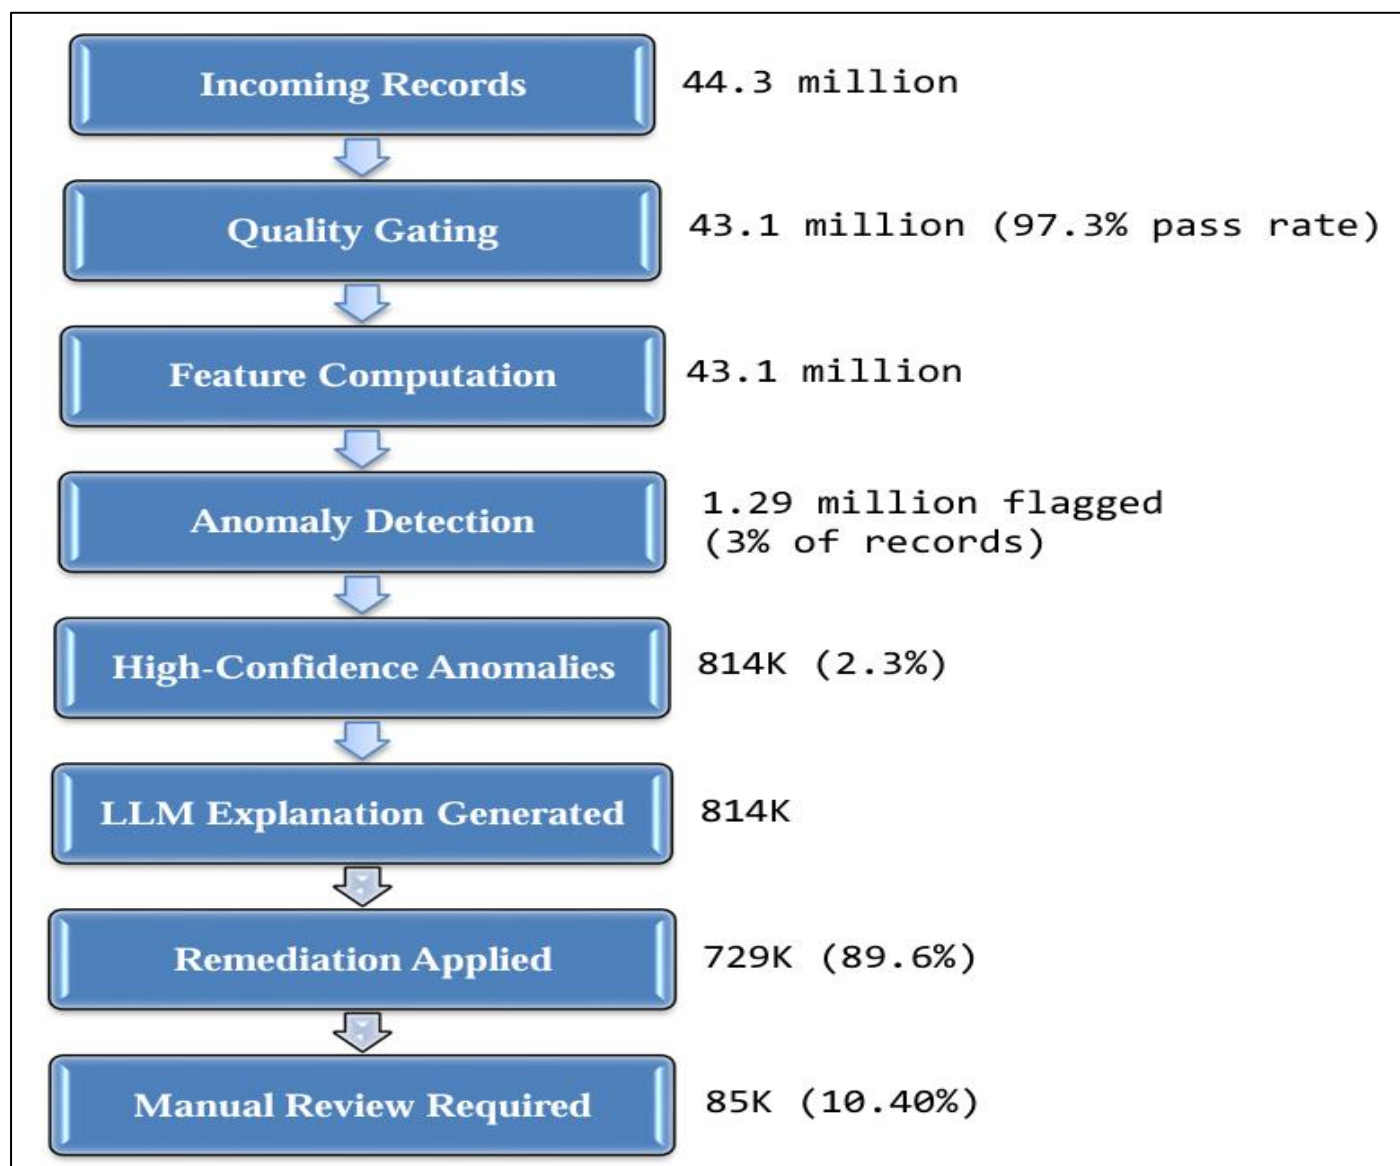 Incoming Records
44.3 million
Quality Gating
43.1 million (97.3% pass rate)
Feature Computation
43.1 million
Anomaly Detection
1.29 million flagged
(3% of records)
High-Confidence Anomalies
814K (2.3%)
LLM Explanation Generated
814K
Remediation Applied
729K (89.6%)
Manual Review Required
85K (10.40%)